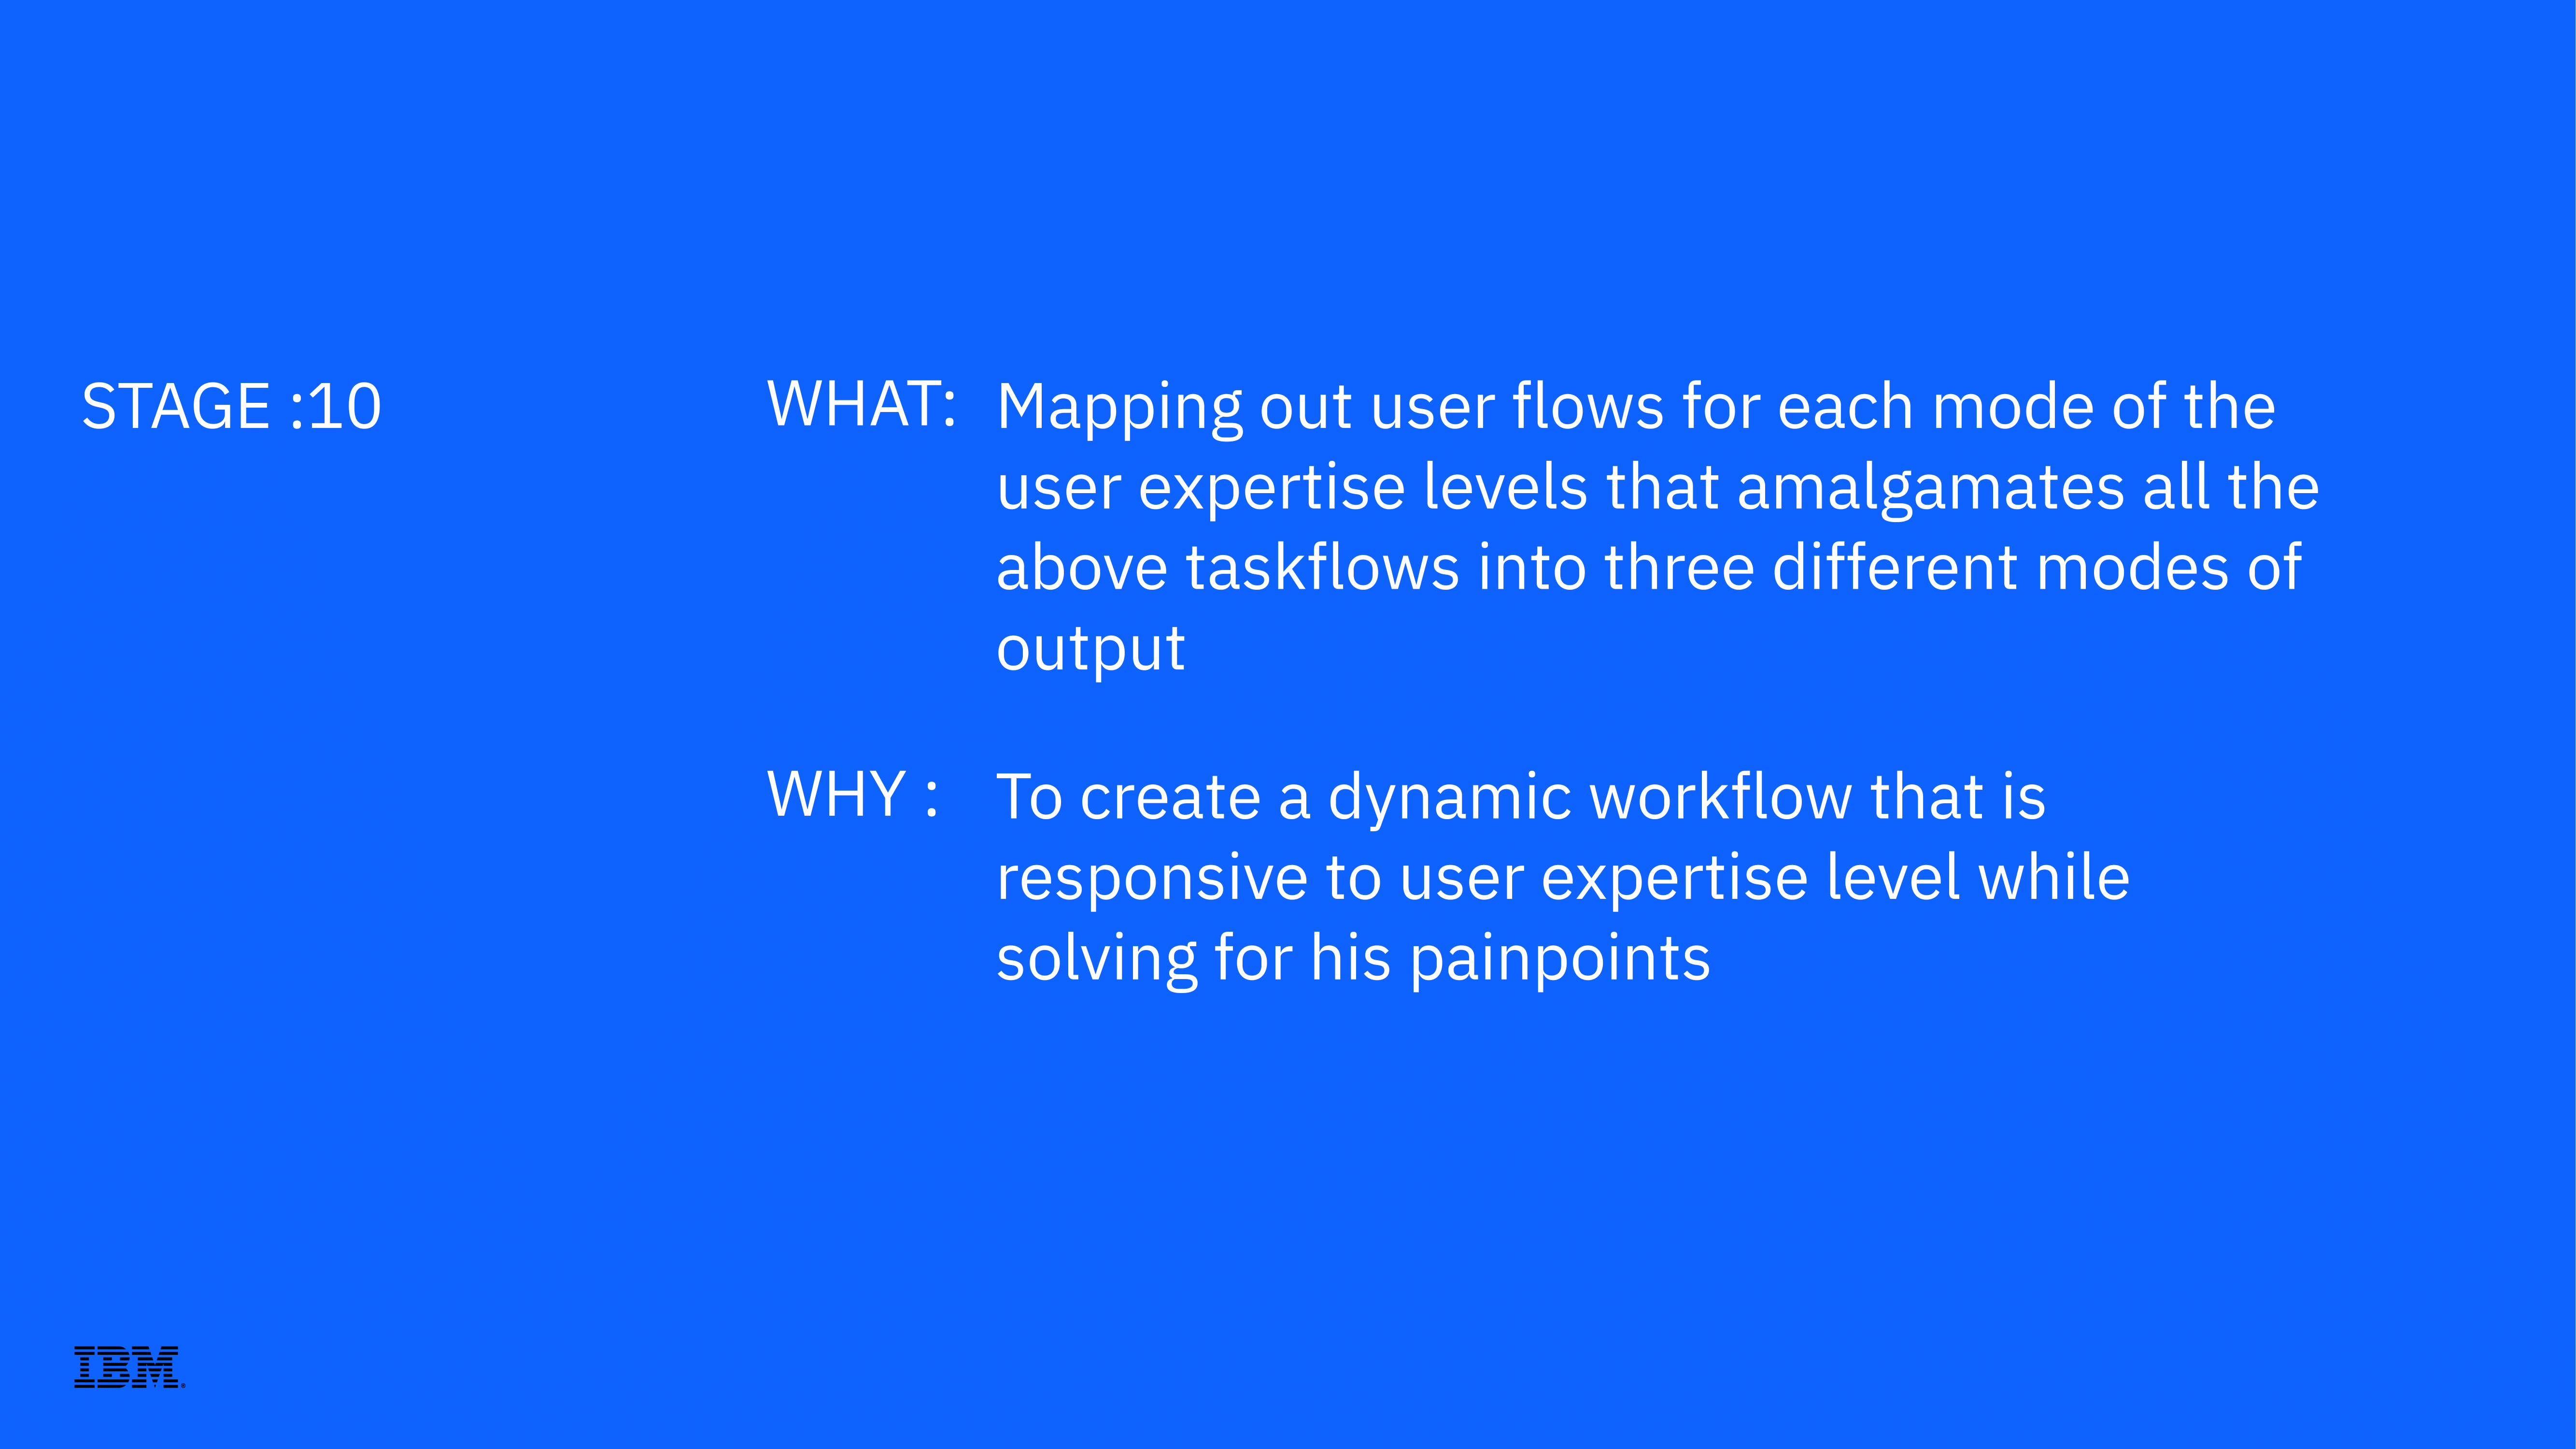 STAGE :10
WHAT:
Mapping out user flows for each mode of the
user expertise levels that amalgamates all the
above taskflows into three different modes of
output
WHY :
To create a dynamic workflow that is
responsive to user expertise level while
solving for his painpoints
IBM®